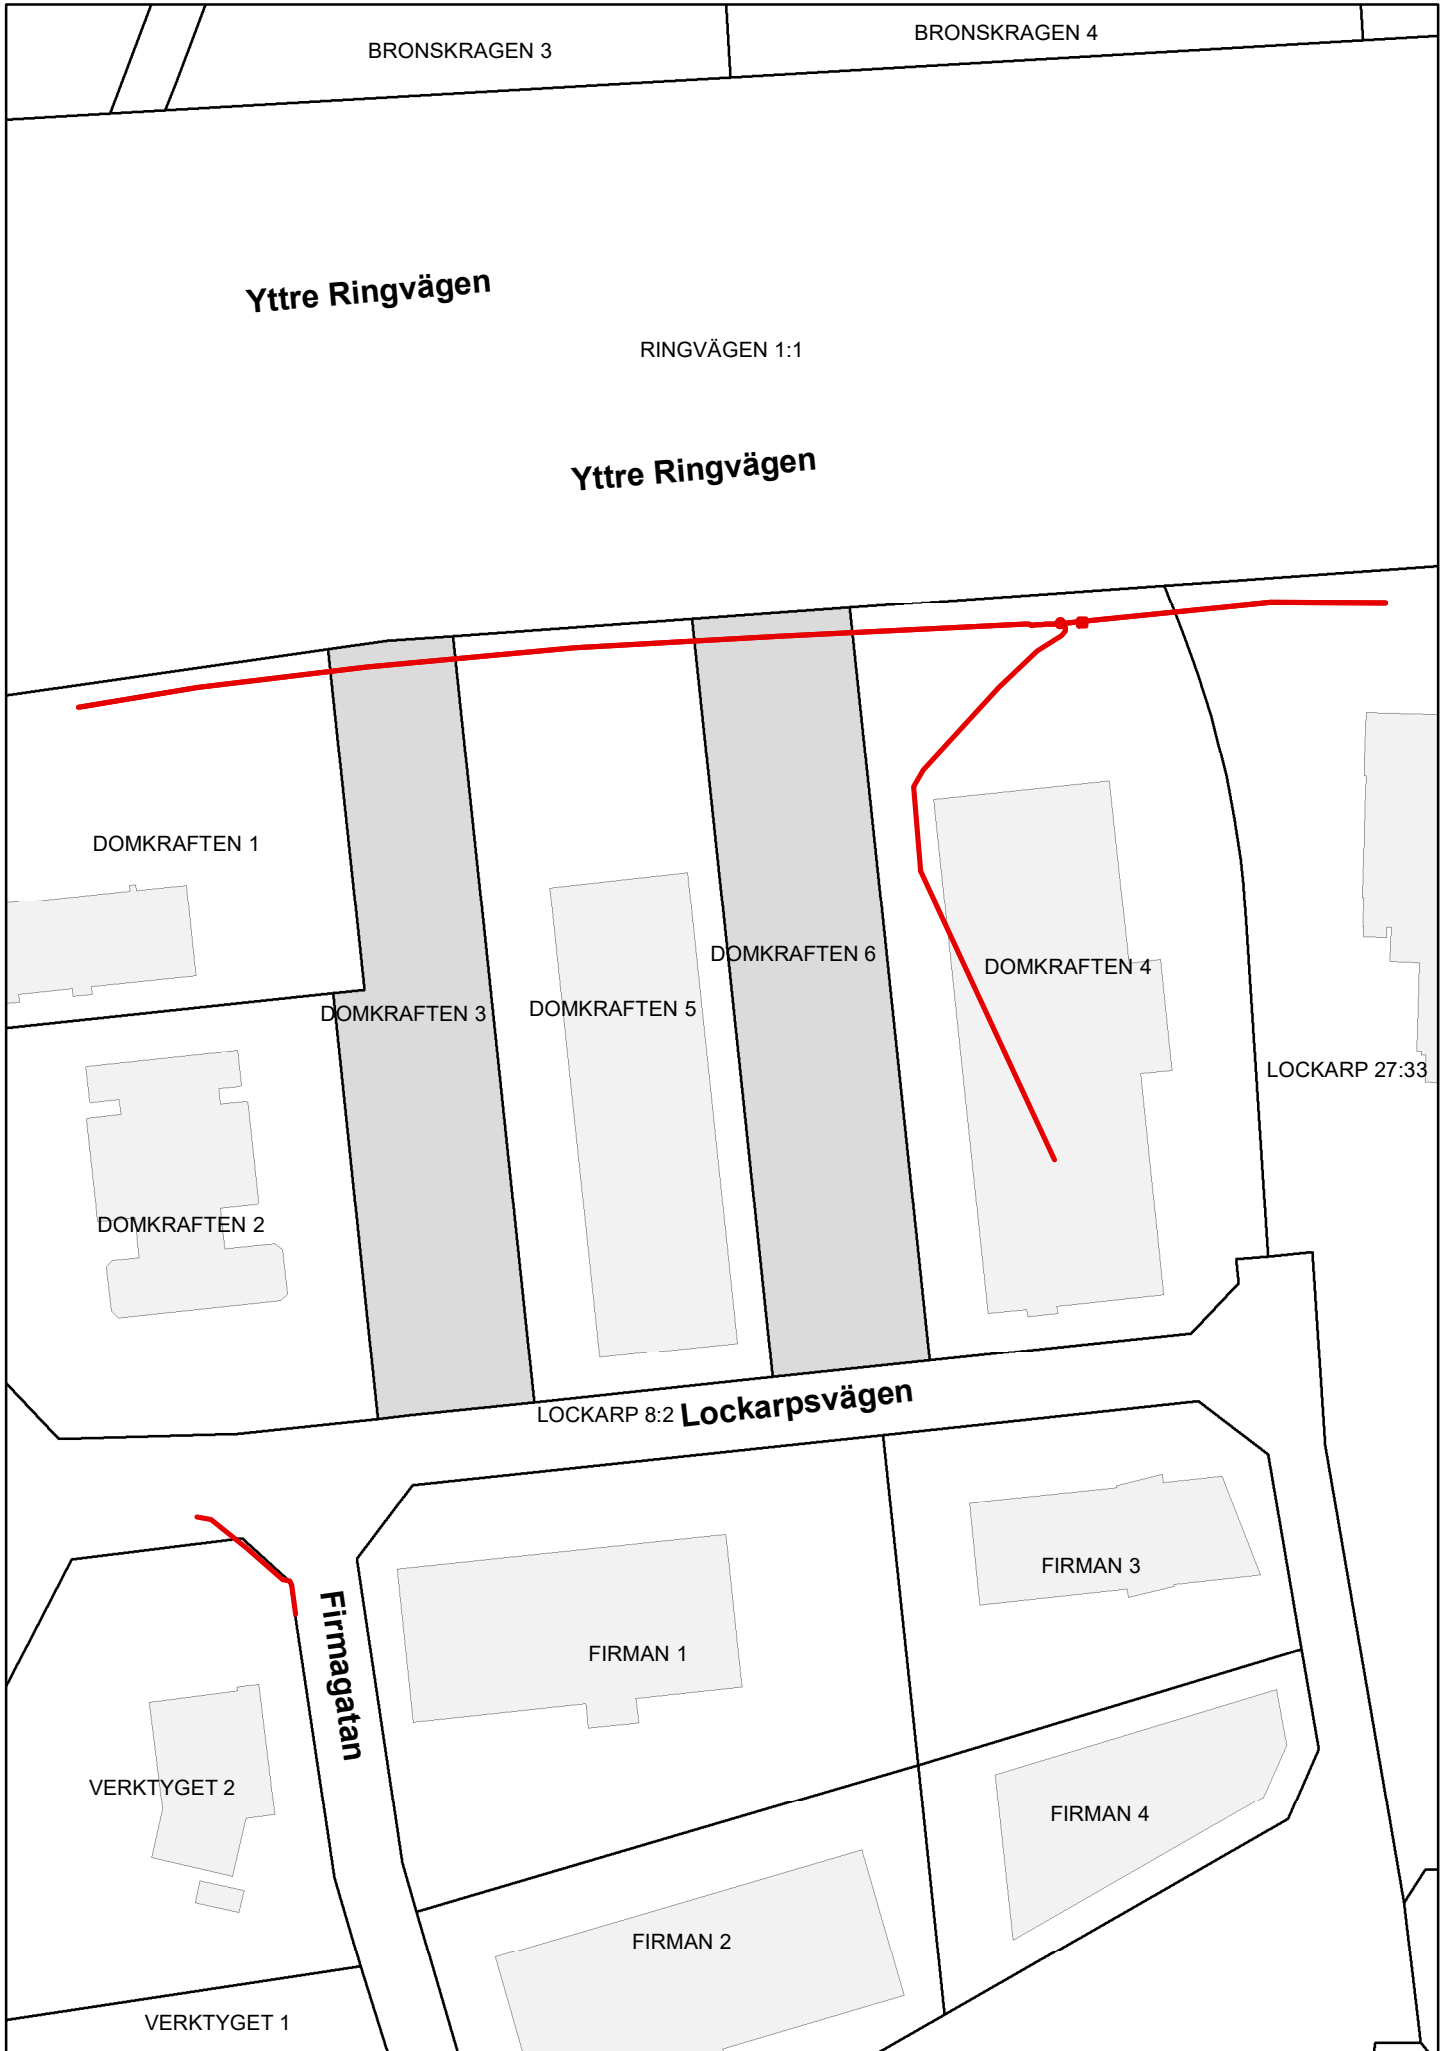 BRONSKRAGEN 3
BRONSKRAGEN 4
Yttre Ringvägen
RINGVÄGEN 1:1
Yttre Ringvägen
DOMKRAFTEN 1
DOMKRAFTEN 6
DOMKRAFTEN 4
DOMKRAFTEN 3
DOMKRAFTEN 5
LOCKARP 27:33
DOMKRAFTEN 2
LOCKARP 8:2
Lockarpsvägen
FIRMAN 3
Firmagatan
FIRMAN 1
VERKTYGET 2
FIRMAN 4
FIRMAN 2
VERKTYGET 1